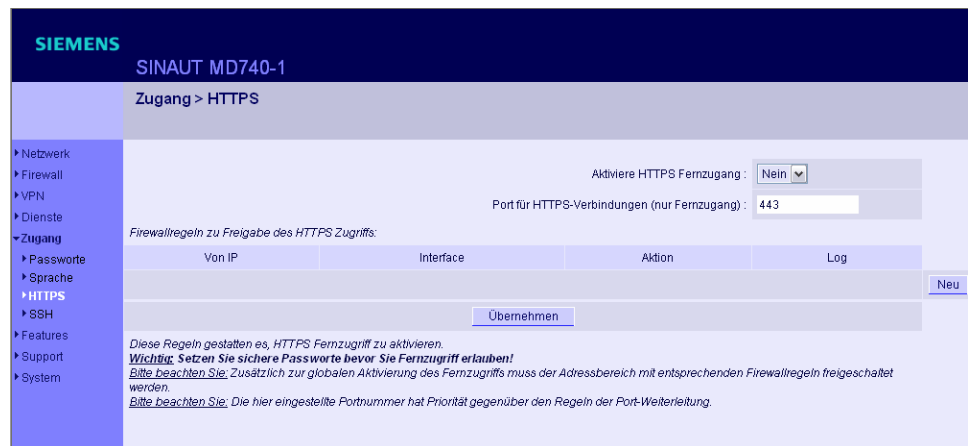 SIEMENS
SINAUT MD740-1
Zugang > HTTPS
Netzwerk
Firewall
VPN
Dienste
Zugang
Passworte
Sprache
HTTPS
SSH
Features
Support
System
Aktiviere HTTPS Fernzugang : Nein
Port für HTTPS-Verbindungen (nur Fernzugang) : 443
Firewallregeln zu Freigabe des HTTPS Zugriffs:
Von IP Interface Aktion Log
Neu
Übernehmen
Diese Regeln gestatten es, HTTPS Fernzugriff zu aktivieren.
Wichtig: Setzen Sie sichere Passworte bevor Sie Fernzugriff erlauben!
Bitte beachten Sie: Zusätzlich zur globalen Aktivierung des Fernzugriffs muss der Adressbereich mit entsprechenden Firewallregeln freigeschaltet
werden.
Bitte beachten Sie: Die hier eingestellte Portnummer hat Priorität gegenüber den Regeln der Port-Weiterleitung.